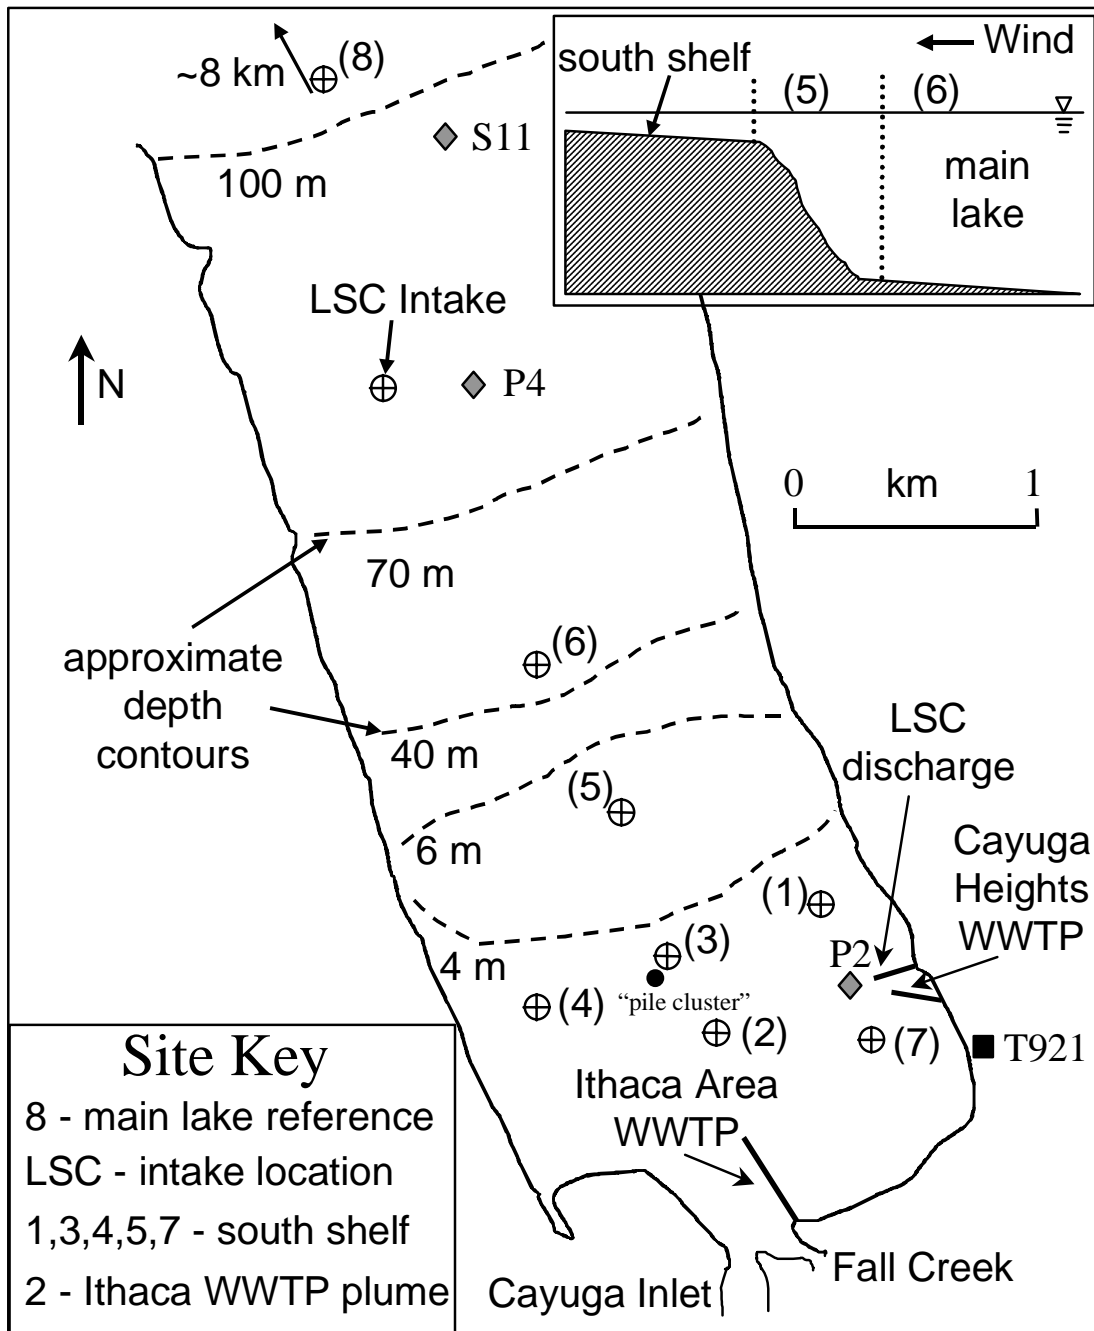 (8)
~8 km
S11
100 m
Wind
south shelf
(5)
(6)
main
lake
LSC Intake
N
P4
0 km 1
70 m
approximate
depth
contours
(6)
40 m
LSC
discharge
(5)
6 m
Cayuga
Heights
WWTP
(1)
(3)
P2
4 m
"pile cluster"
(4)
(2)
(7)
T921
Ithaca Area
WWTP
Fall Creek
Cayuga Inlet
Site Key
8 - main lake reference
LSC - intake location
1,3,4,5,7 - south shelf
2 - Ithaca WWTP plume